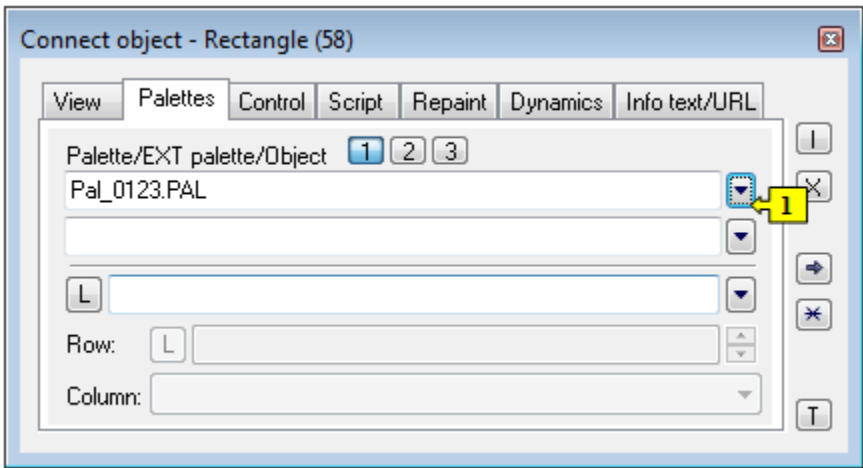 Connect object - Rectangle (58)
View Palettes Control Script Repaint Dynamics Info text/URL
Palette/EXT palette/Object 1 2 3
I
Pal_0123.PAL
X
1
L
Row: L
Column:
T